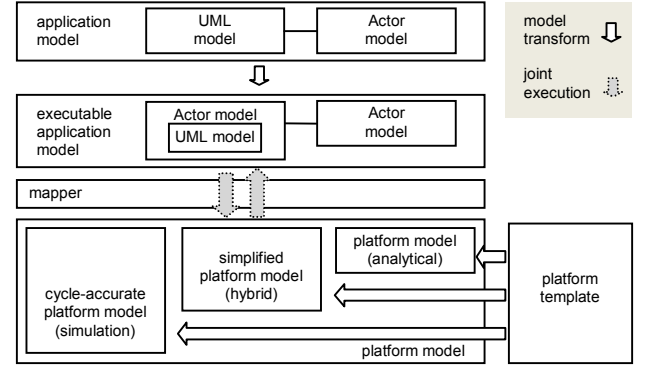 application
model
UML
model
Actor
model
model
transform
joint
execution
executable
application
model
Actor model
UML model
Actor
model
mapper
cycle-accurate
platform model
(simulation)
simplified
platform model
(hybrid)
platform model
(analytical)
platform model
platform
template